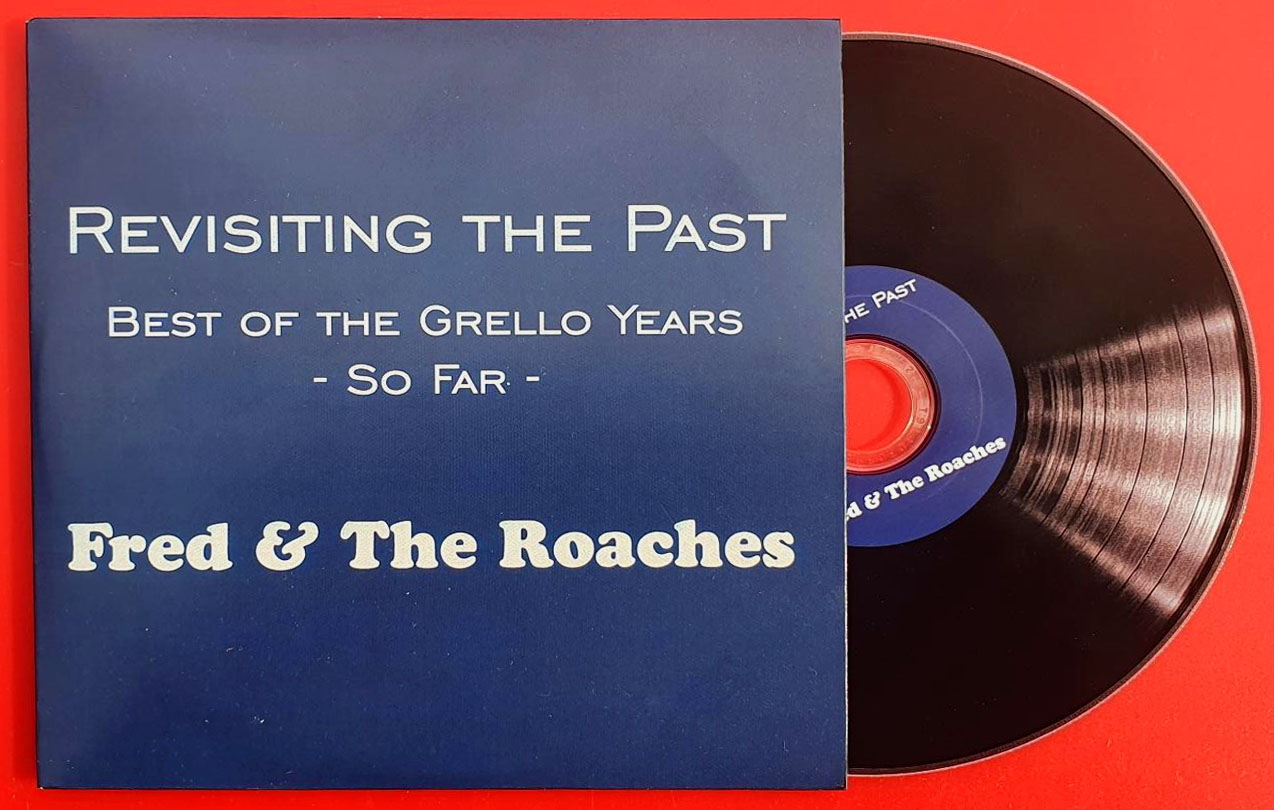 Revisiting the Past
Best of the Grello Years
- So Far -
Fred & The Roaches
he Past
d & The Roaches